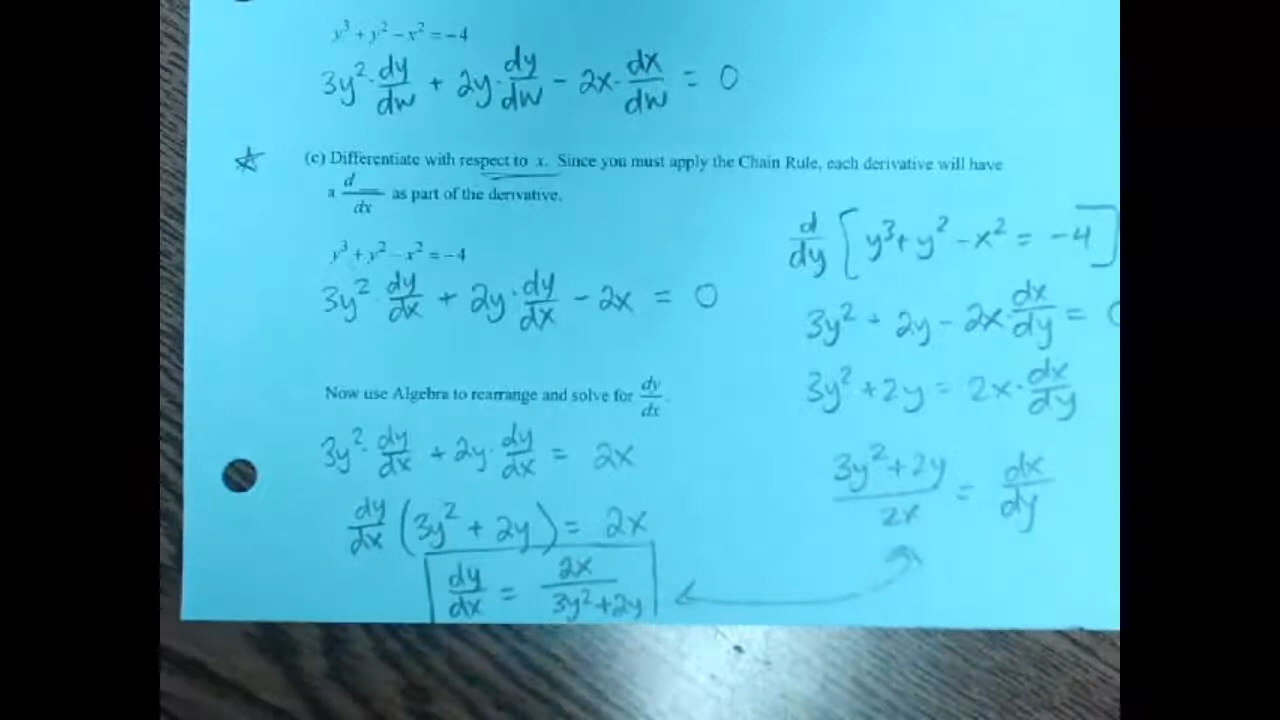 y³ + y² − x² = −4
3y² · dy/dw + 2y · dy/dw − 2x · dx/dw = 0
☆ (c) Differentiate with respect to x. Since you must apply the Chain Rule, each derivative will have
a d__/dx as part of the derivative.
y³ + y² − x² = −4
3y² · dy/dx + 2y · dy/dx − 2x = 0
Now use Algebra to rearrange and solve for dy/dx.
3y² · dy/dx + 2y · dy/dx = 2x
dy/dx (3y² + 2y) = 2x
dy/dx = 2x/(3y² + 2y)
d/dy [y³ + y² − x² = −4]
3y² + 2y − 2x · dx/dy = 0
3y² + 2y = 2x · dx/dy
(3y² + 2y)/2x = dx/dy